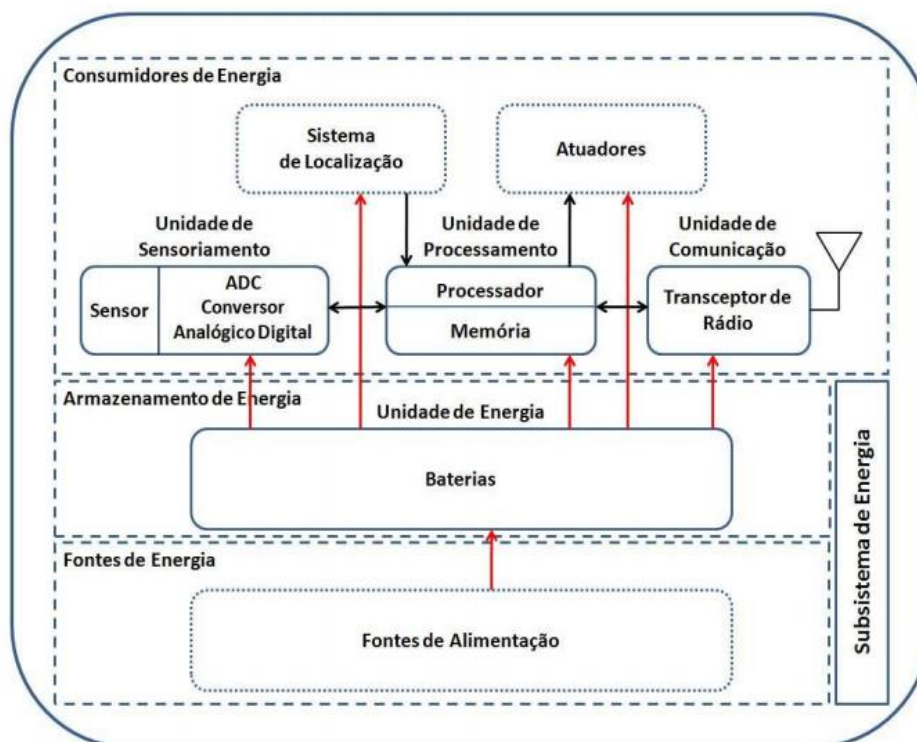 Consumidores de Energia
Sistema
de Localização
Atuadores
Unidade de
Sensoriamento
Unidade de
Processamento
Unidade de
Comunicação
Sensor
ADC
Conversor
Analógico Digital
Processador
Memória
Transceptor de
Rádio
Armazenamento de Energia
Unidade de Energia
Baterias
Fontes de Energia
Fontes de Alimentação
Subsistema de Energia